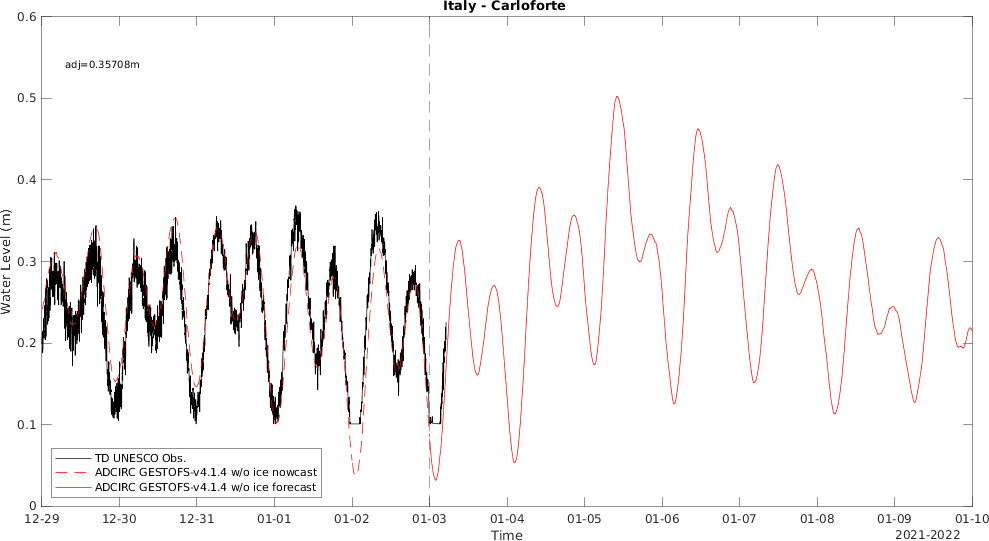 Italy - Carloforte
0.6
adj=0.35708m
0.5
0.4
0.3
0.2
0.1
0
Water Level (m)
TD UNESCO Obs.
ADCIRC GESTOFS-v4.1.4 w/o ice nowcast
ADCIRC GESTOFS-v4.1.4 w/o ice forecast
12-29 12-30 12-31 01-01 01-02 01-03 01-04 01-05 01-06 01-07 01-08 01-09 01-10
Time
2021-2022